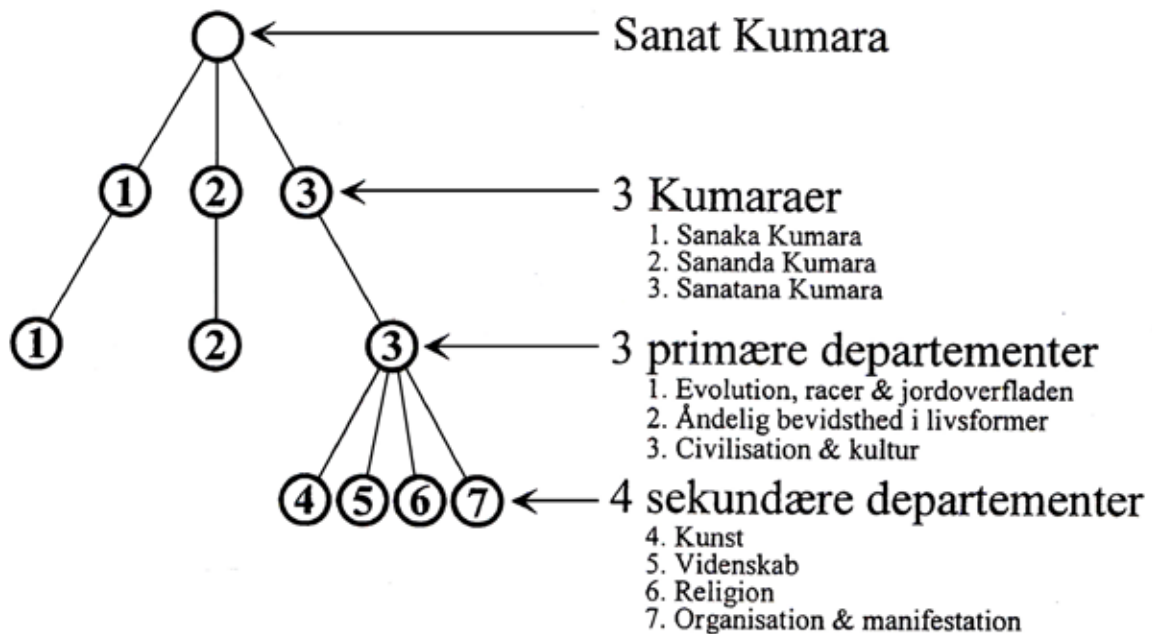 Sanat Kumara
1 2 3
3 Kumaraer
1. Sanaka Kumara
2. Sananda Kumara
3. Sanatana Kumara
1 2 3
3 primære departementer
1. Evolution, racer & jordoverfladen
2. Åndelig bevidsthed i livsformer
3. Civilisation & kultur
4 5 6 7
4 sekundære departementer
4. Kunst
5. Videnskab
6. Religion
7. Organisation & manifestation